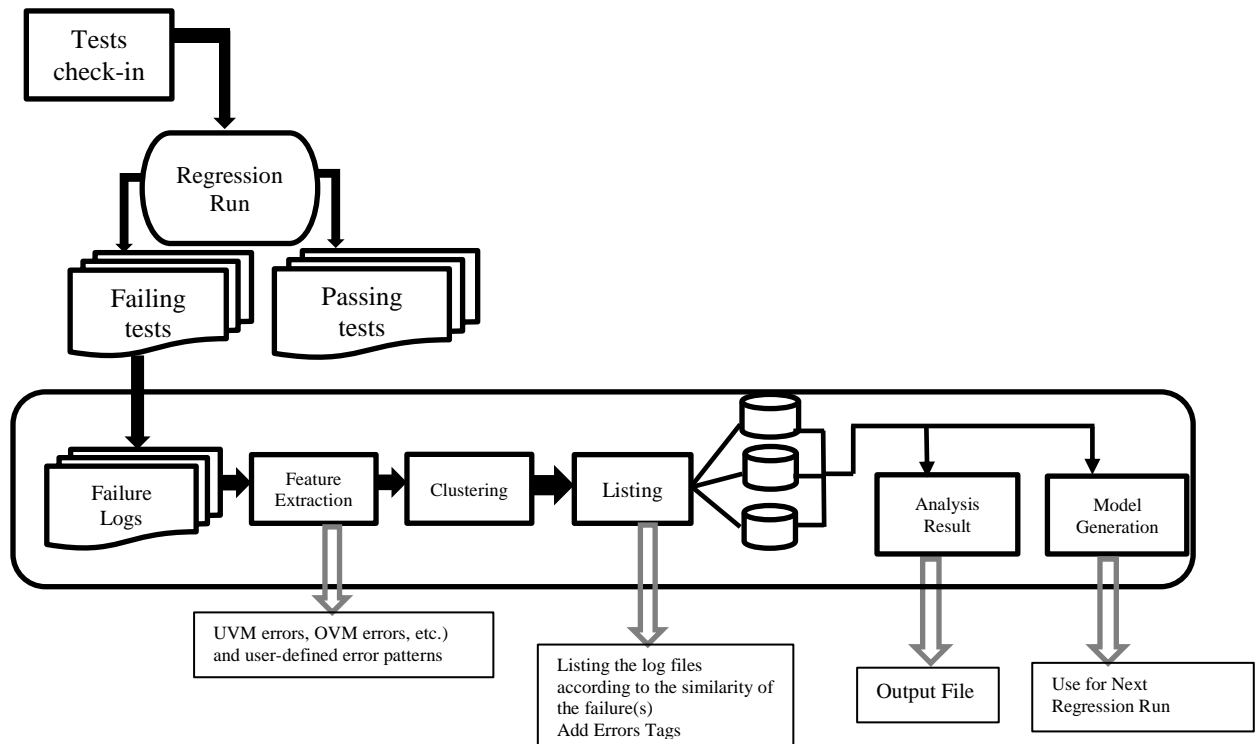 Tests
check-in
Regression
Run
Failing
tests
Passing
tests
Failure
Logs
Feature
Extraction
Clustering
Listing
Analysis
Result
Model
Generation
UVM errors, OVM errors, etc.)
and user-defined error patterns
Listing the log files
according to the similarity of
the failure(s)
Add Errors Tags
Output File
Use for Next
Regression Run